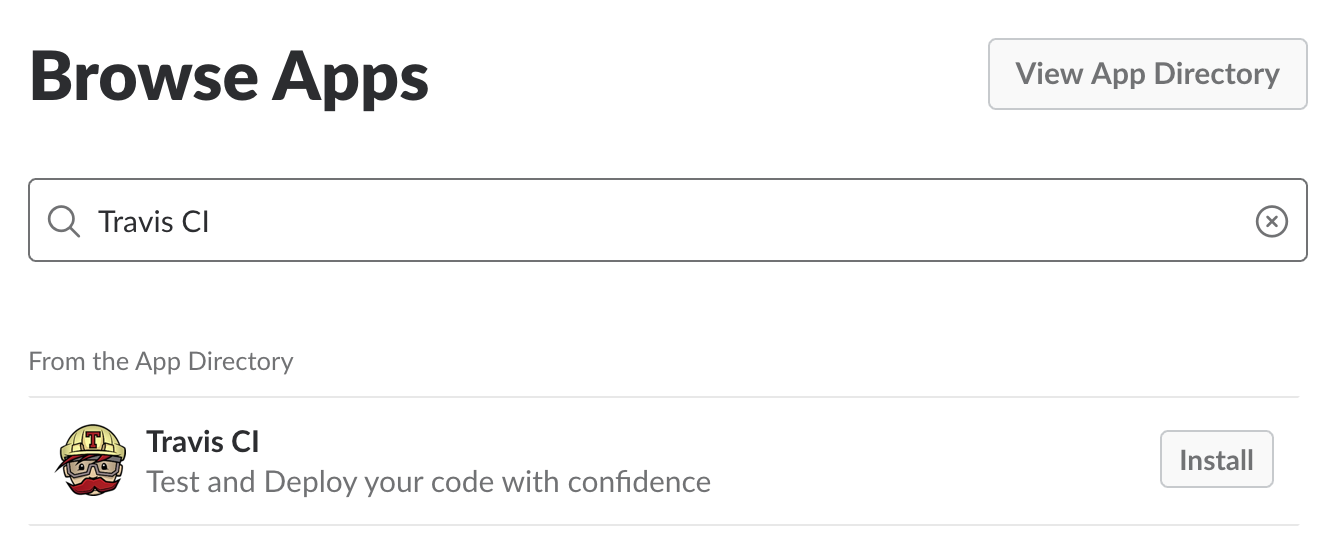 Browse Apps
View App Directory
Travis CI
From the App Directory
T
Travis CI
Test and Deploy your code with confidence
Install